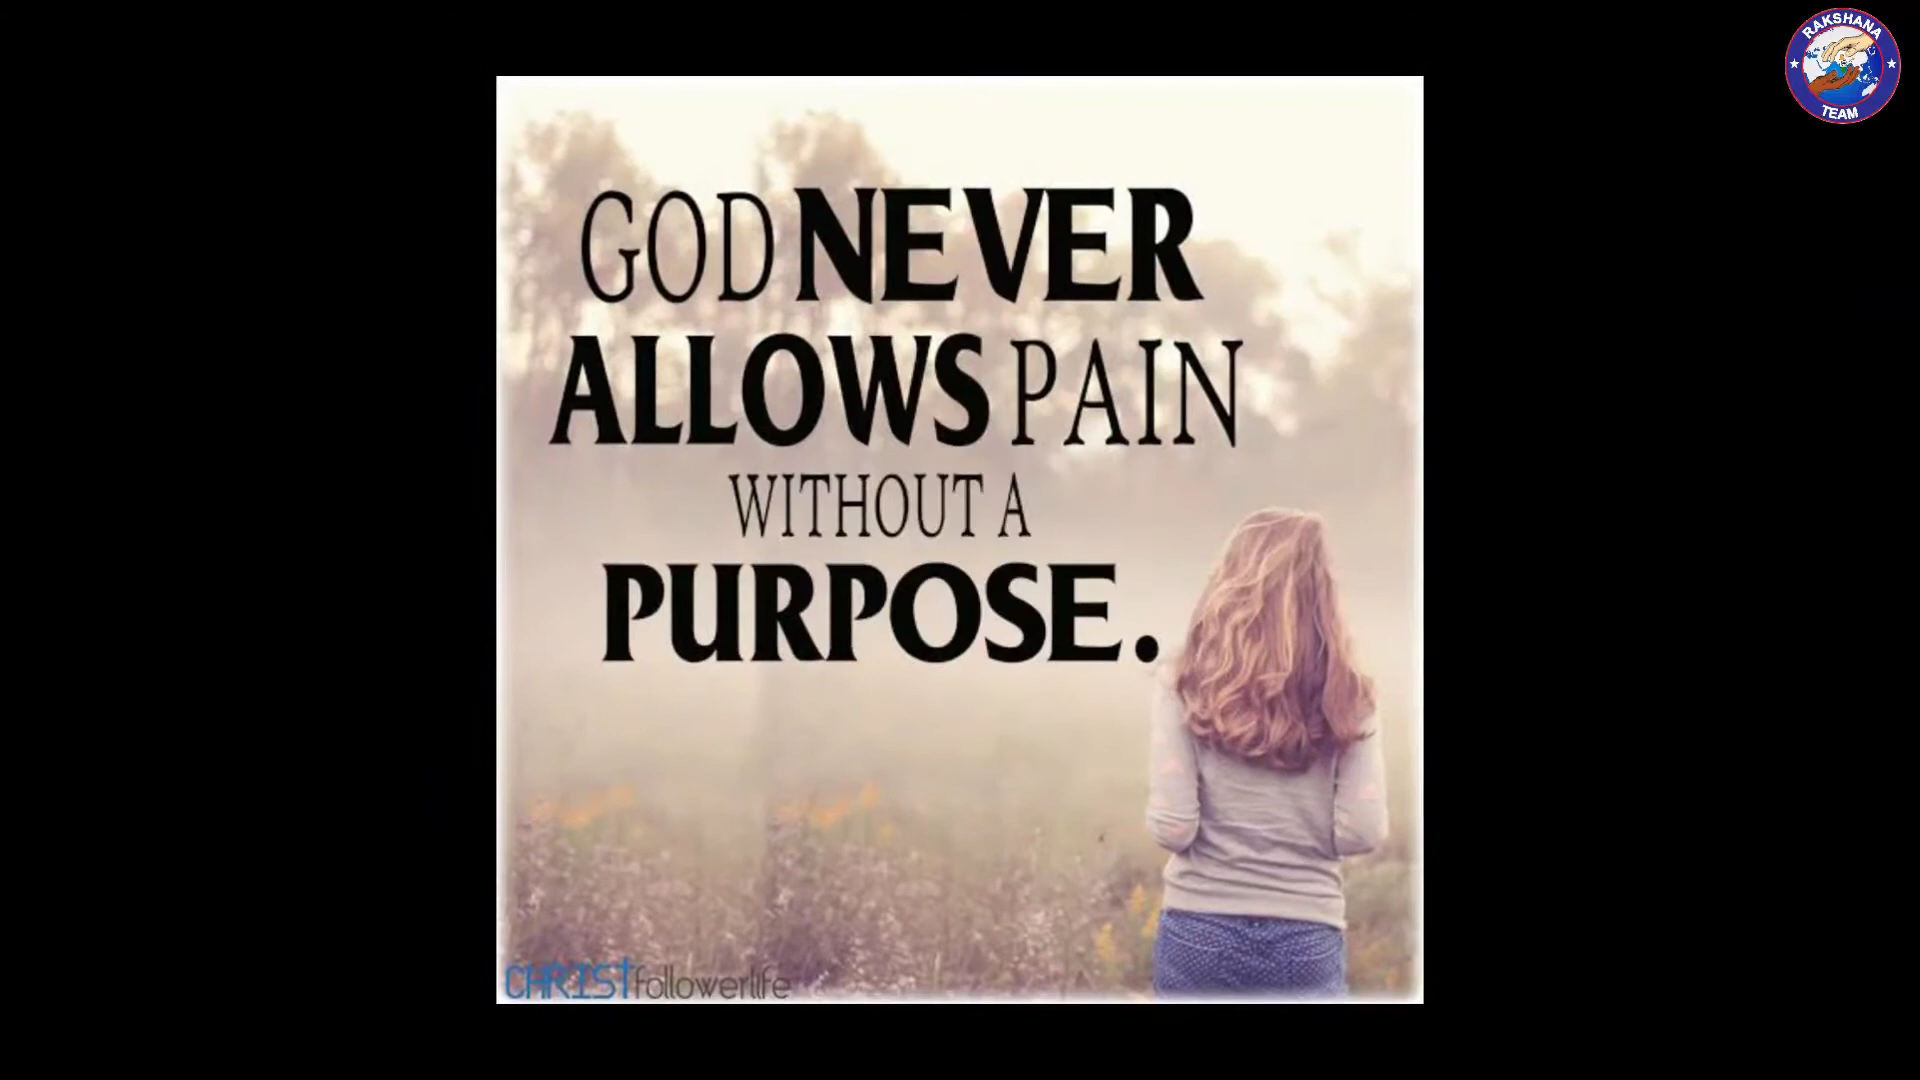 RAKSHANA
TEAM
GOD NEVER
ALLOWS PAIN
WITHOUT A
PURPOSE.
CHRISTfollowerlife